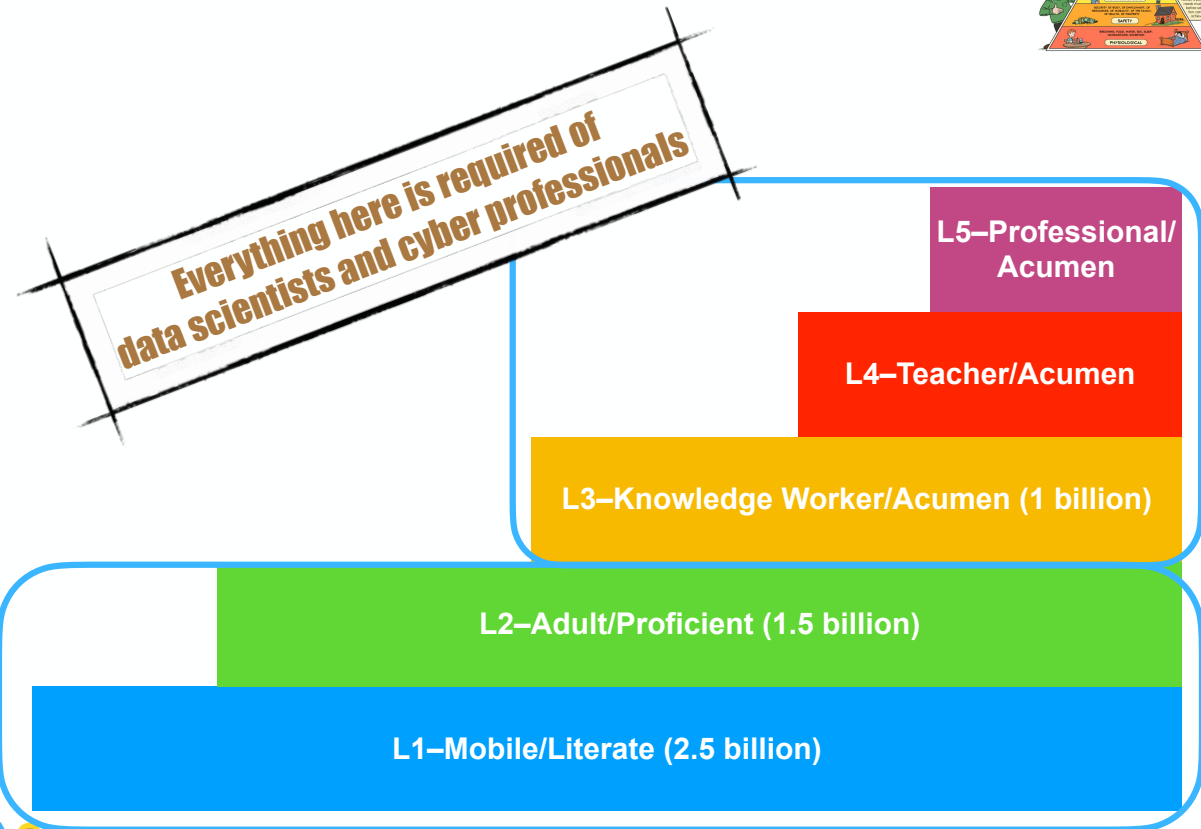 SAFETY
PHYSIOLOGICAL
Everything here is required of
data scientists and cyber professionals
L5–Professional/
Acumen
L4–Teacher/Acumen
L3–Knowledge Worker/Acumen (1 billion)
L2–Adult/Proficient (1.5 billion)
L1–Mobile/Literate (2.5 billion)